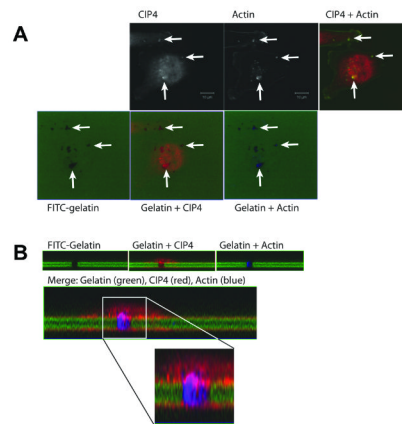 A
CIP4 Actin CIP4 + Actin
FITC-gelatin Gelatin + CIP4 Gelatin + Actin
B
FITC-Gelatin Gelatin + CIP4 Gelatin + Actin
Merge: Gelatin (green), CIP4 (red), Actin (blue)